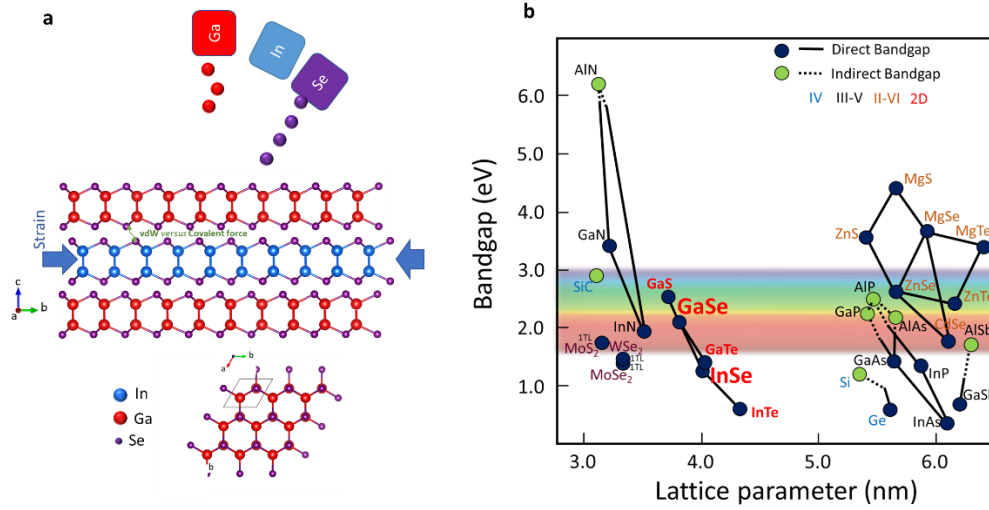 a
Ga
In
Se
Strain
vdW versus Covalent force
c
a
b
b
a
In
Ga
Se
b
b
Bandgap (eV)
6.0
5.0
4.0
3.0
2.0
1.0
3.0
4.0
5.0
6.0
Lattice parameter (nm)
Direct Bandgap
Indirect Bandgap
IV III-V II-VI 2D
AlN
GaN
SiC
InN
1TL
MoS2
WSe2
1TL
1TL
MoSe2
GaS
GaSe
GaTe
InSe
InTe
MgS
MgSe
MgTe
ZnS
ZnSe
ZnTe
AlP
GaP
AlAs
CdSe
AlSb
GaAs
InP
Si
Ge
InAs
GaSb